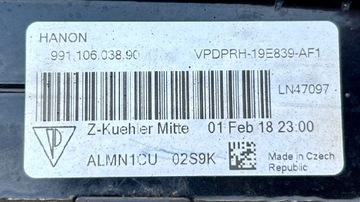 HANON
991.106.038.90 VPDPRH-19E839-AF1
LN47097
Z-Kuehler Mitte 01 Feb 18 23:00
ALMN1CU 02S9K Made in Czech
Republic